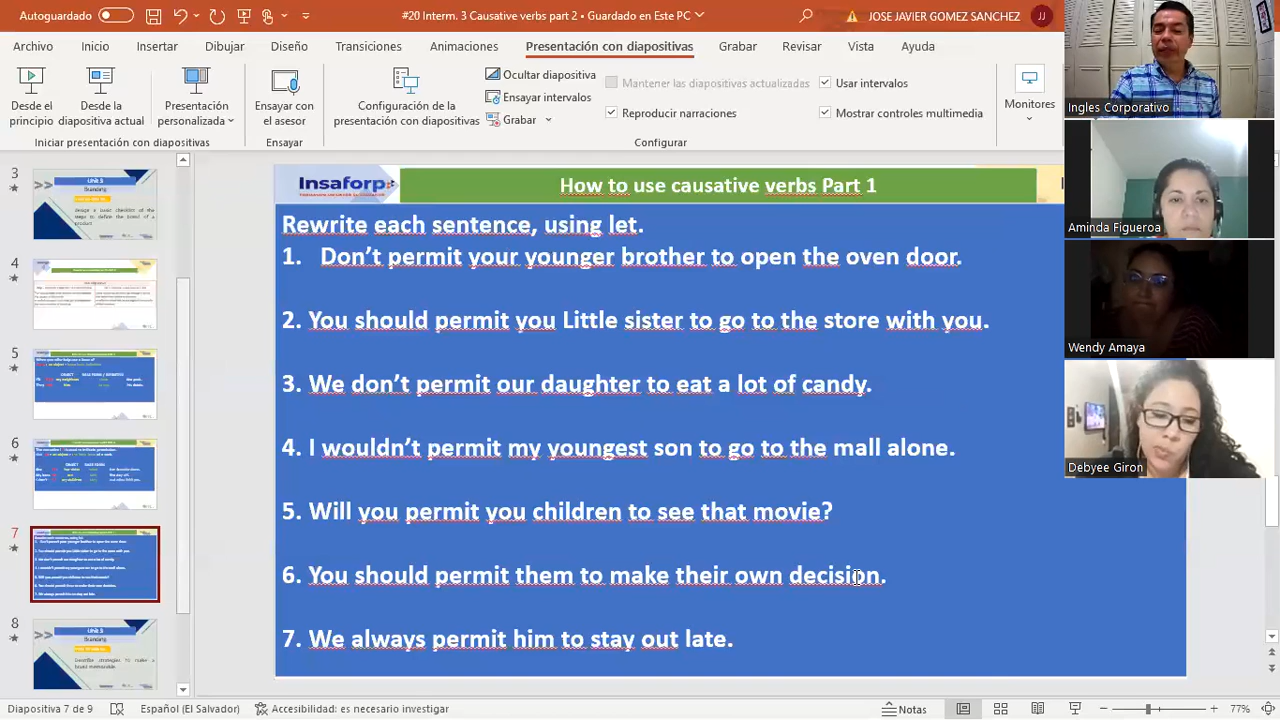 #20 Interm. 3 Causative verbs part 2 • Guardado en Este PC
JOSE JAVIER GOMEZ SANCHEZ
JJ
Archivo
Inicio
Insertar
Dibujar
Diseño
Transiciones
Animaciones
Presentación con diapositivas
Grabar
Revisar
Vista
Ayuda
Desde el principio
Desde la diapositiva actual
Presentación personalizada
Iniciar presentación con diapositivas
Ensayar con el asesor
Ensayar
Configuración de la presentación con diapositivas
Ocultar diapositiva
Ensayar intervalos
Grabar
Mantener las diapositivas actualizadas
Reproducir narraciones
Usar intervalos
Mostrar controles multimedia
Configurar
Monitores
Ingles Corporativo
Aminda Figueroa
Wendy Amaya
Debyee Giron
3
4
5
6
7
8
Insaforp
How to use causative verbs Part 1
Rewrite each sentence, using let.
1. Don't permit your younger brother to open the oven door.
2. You should permit you Little sister to go to the store with you.
3. We don't permit our daughter to eat a lot of candy.
4. I wouldn't permit my youngest son to go to the mall alone.
5. Will you permit you children to see that movie?
6. You should permit them to make their own decision.
7. We always permit him to stay out late.
Diapositiva 7 de 9
Español (El Salvador)
Accesibilidad: es necesario investigar
Notas
77%